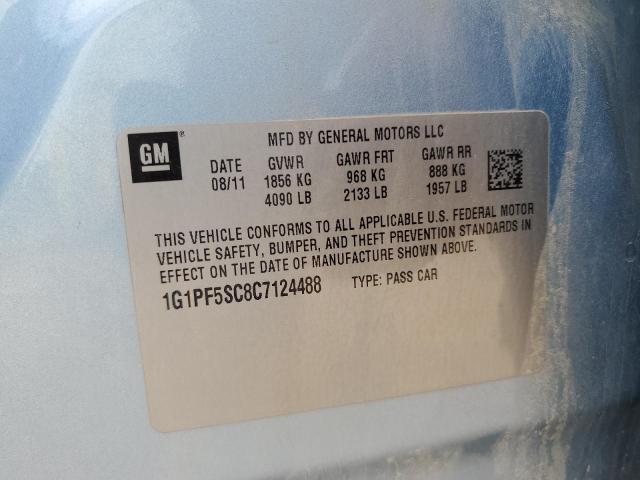 GM®
MFD BY GENERAL MOTORS LLC
DATE GVWR GAWR FRT GAWR RR
08/11 1856 KG 968 KG 888 KG
4090 LB 2133 LB 1957 LB
THIS VEHICLE CONFORMS TO ALL APPLICABLE U.S. FEDERAL MOTOR
VEHICLE SAFETY, BUMPER, AND THEFT PREVENTION STANDARDS IN
EFFECT ON THE DATE OF MANUFACTURE SHOWN ABOVE.
1G1PF5SC8C7124488 TYPE: PASS CAR